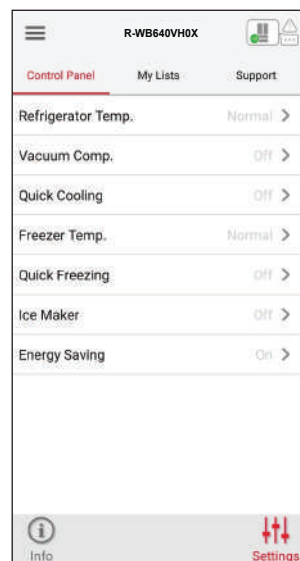 R-WB640VH0X
Control Panel My Lists Support
Refrigerator Temp. Normal
Vacuum Comp. Off
Quick Cooling Off
Freezer Temp. Normal
Quick Freezing Off
Ice Maker Off
Energy Saving On
Info Settings